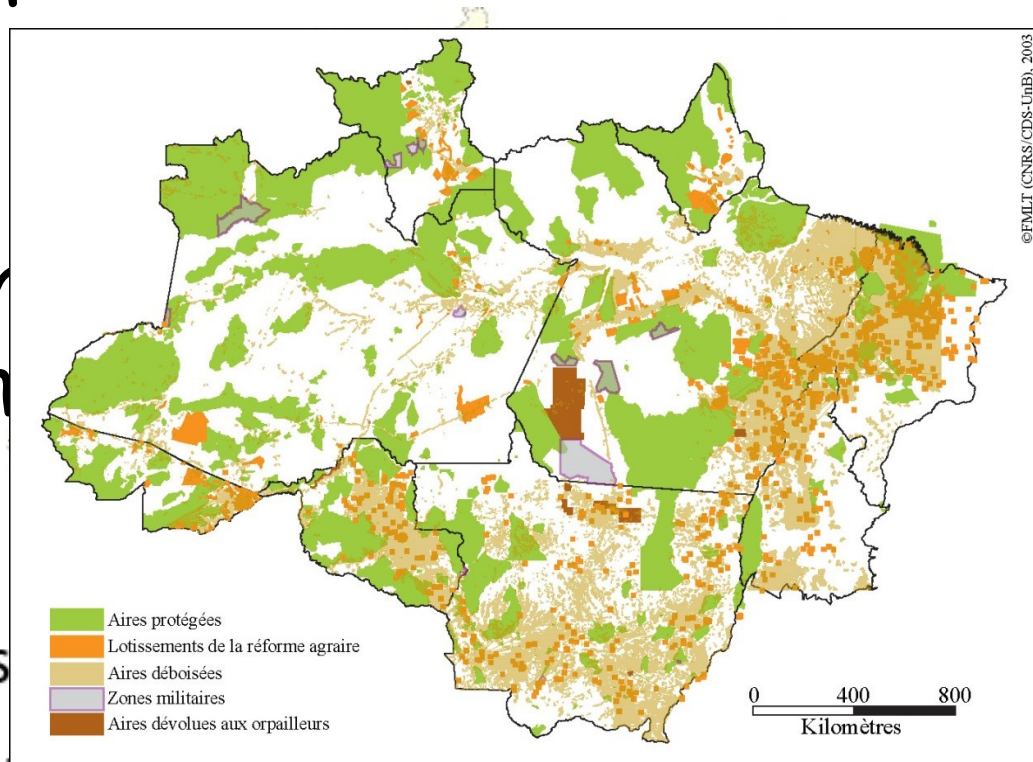 ©FMLT (CNRS/CDS-UnB), 2003
Aires protégées
Lotissements de la réforme agraire
Aires déboisées
Zones militaires
Aires dévolues aux orpailleurs
0 400 800
Kilomètres